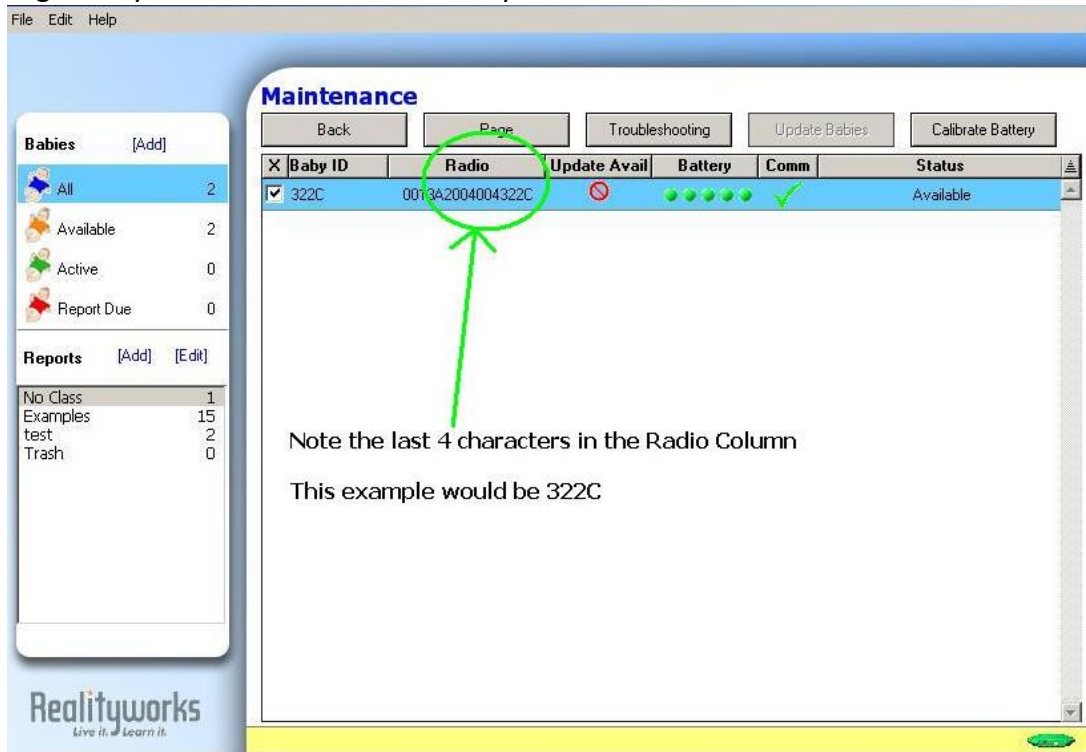 File Edit Help
Maintenance
Back Page Troubleshooting Update Babies Calibrate Battery
Babies [Add]
X Baby ID Radio Update Avail Battery Comm Status
All 2
322C 0013A2004004322C Available
Available 2
Active 0
Report Due 0
Reports [Add] [Edit]
No Class 1
Examples 15
test 2
Trash 0
Note the last 4 characters in the Radio Column
This example would be 322C
Realityworks
Live it. Learn it.